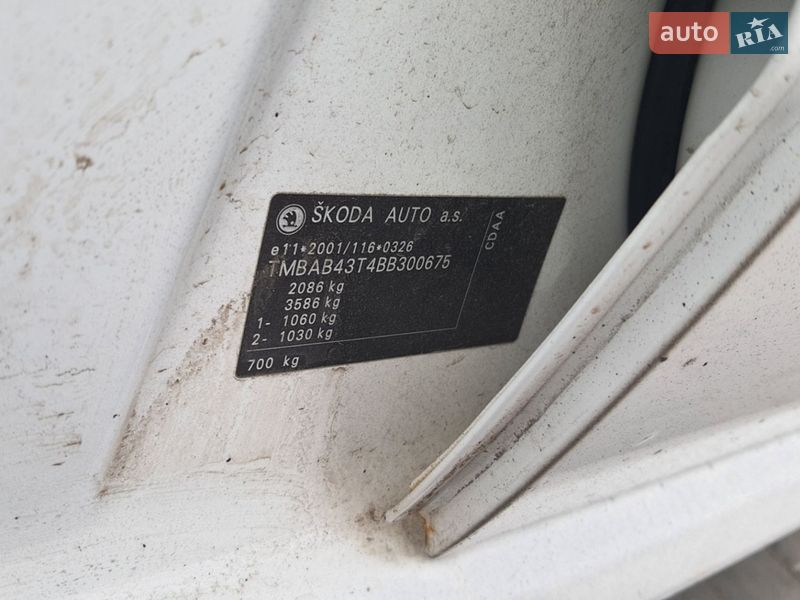 auto RIA
.com
ŠKODA AUTO a.s.
CDAA
e11*2001/116*0326
TMBAB43T4BB300675
2086 kg
3586 kg
1- 1060 kg
2- 1030 kg
700 kg